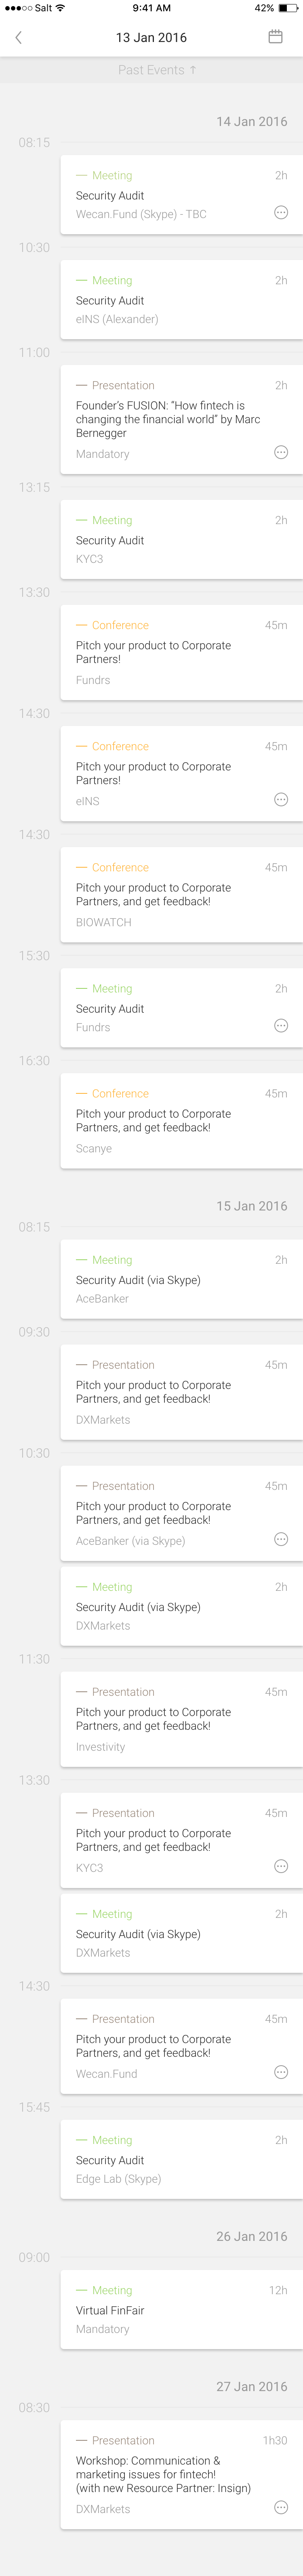 Salt
9:41 AM
42%
13 Jan 2016
Past Events ↑
14 Jan 2016
08:15
— Meeting
2h
Security Audit
Wecan.Fund (Skype) - TBC
10:30
— Meeting
2h
Security Audit
eINS (Alexander)
11:00
— Presentation
2h
Founder's FUSION: "How fintech is
changing the financial world" by Marc
Bernegger
Mandatory
13:15
— Meeting
2h
Security Audit
KYC3
13:30
— Conference
45m
Pitch your product to Corporate
Partners!
Fundrs
14:30
— Conference
45m
Pitch your product to Corporate
Partners!
eINS
14:30
— Conference
45m
Pitch your product to Corporate
Partners, and get feedback!
BIOWATCH
15:30
— Meeting
2h
Security Audit
Fundrs
16:30
— Conference
45m
Pitch your product to Corporate
Partners, and get feedback!
Scanye
15 Jan 2016
08:15
— Meeting
2h
Security Audit (via Skype)
AceBanker
09:30
— Presentation
45m
Pitch your product to Corporate
Partners, and get feedback!
DXMarkets
10:30
— Presentation
45m
Pitch your product to Corporate
Partners, and get feedback!
AceBanker (via Skype)
— Meeting
2h
Security Audit (via Skype)
DXMarkets
11:30
— Presentation
45m
Pitch your product to Corporate
Partners, and get feedback!
Investivity
13:30
— Presentation
45m
Pitch your product to Corporate
Partners, and get feedback!
KYC3
— Meeting
2h
Security Audit (via Skype)
DXMarkets
14:30
— Presentation
45m
Pitch your product to Corporate
Partners, and get feedback!
Wecan.Fund
15:45
— Meeting
2h
Security Audit
Edge Lab (Skype)
26 Jan 2016
09:00
— Meeting
12h
Virtual FinFair
Mandatory
27 Jan 2016
08:30
— Presentation
1h30
Workshop: Communication &
marketing issues for fintech!
(with new Resource Partner: Insign)
DXMarkets